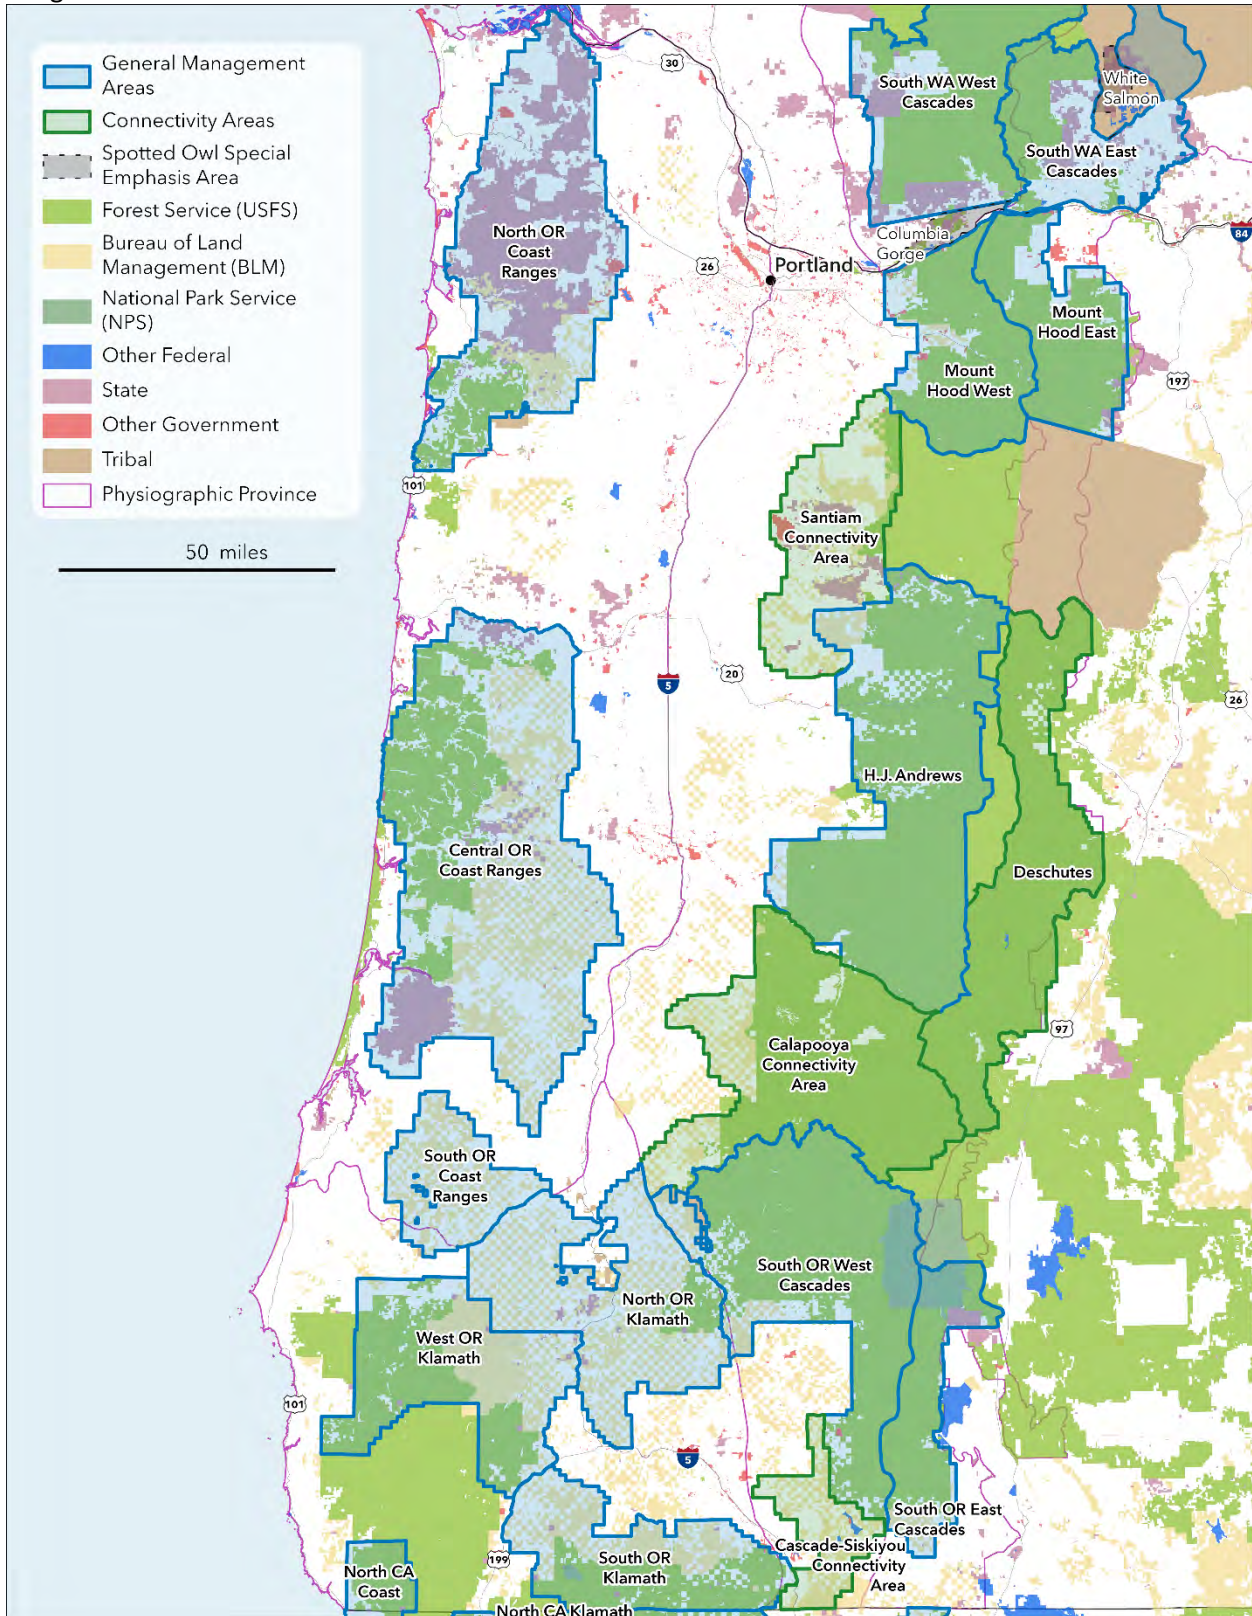 General Management
Areas
Connectivity Areas
Spotted Owl Special
Emphasis Area
Forest Service (USFS)
Bureau of Land
Management (BLM)
National Park Service
(NPS)
Other Federal
State
Other Government
Tribal
Physiographic Province
50 miles
30
South WA West
Cascades
White
Salmon
South WA East
Cascades
North OR
Coast
Ranges
Columbia
Gorge
84
26
Portland
Mount
Hood East
Mount
Hood West
197
101
Santiam
Connectivity
Area
20
5
26
H.J. Andrews
Central OR
Coast Ranges
Deschutes
97
Calapooya
Connectivity
Area
South OR
Coast
Ranges
South OR West
Cascades
North OR
Klamath
West OR
Klamath
101
5
South OR East
Cascades
Cascade-Siskiyou
Connectivity
Area
199
South OR
Klamath
North CA
Coast
North CA Klamath